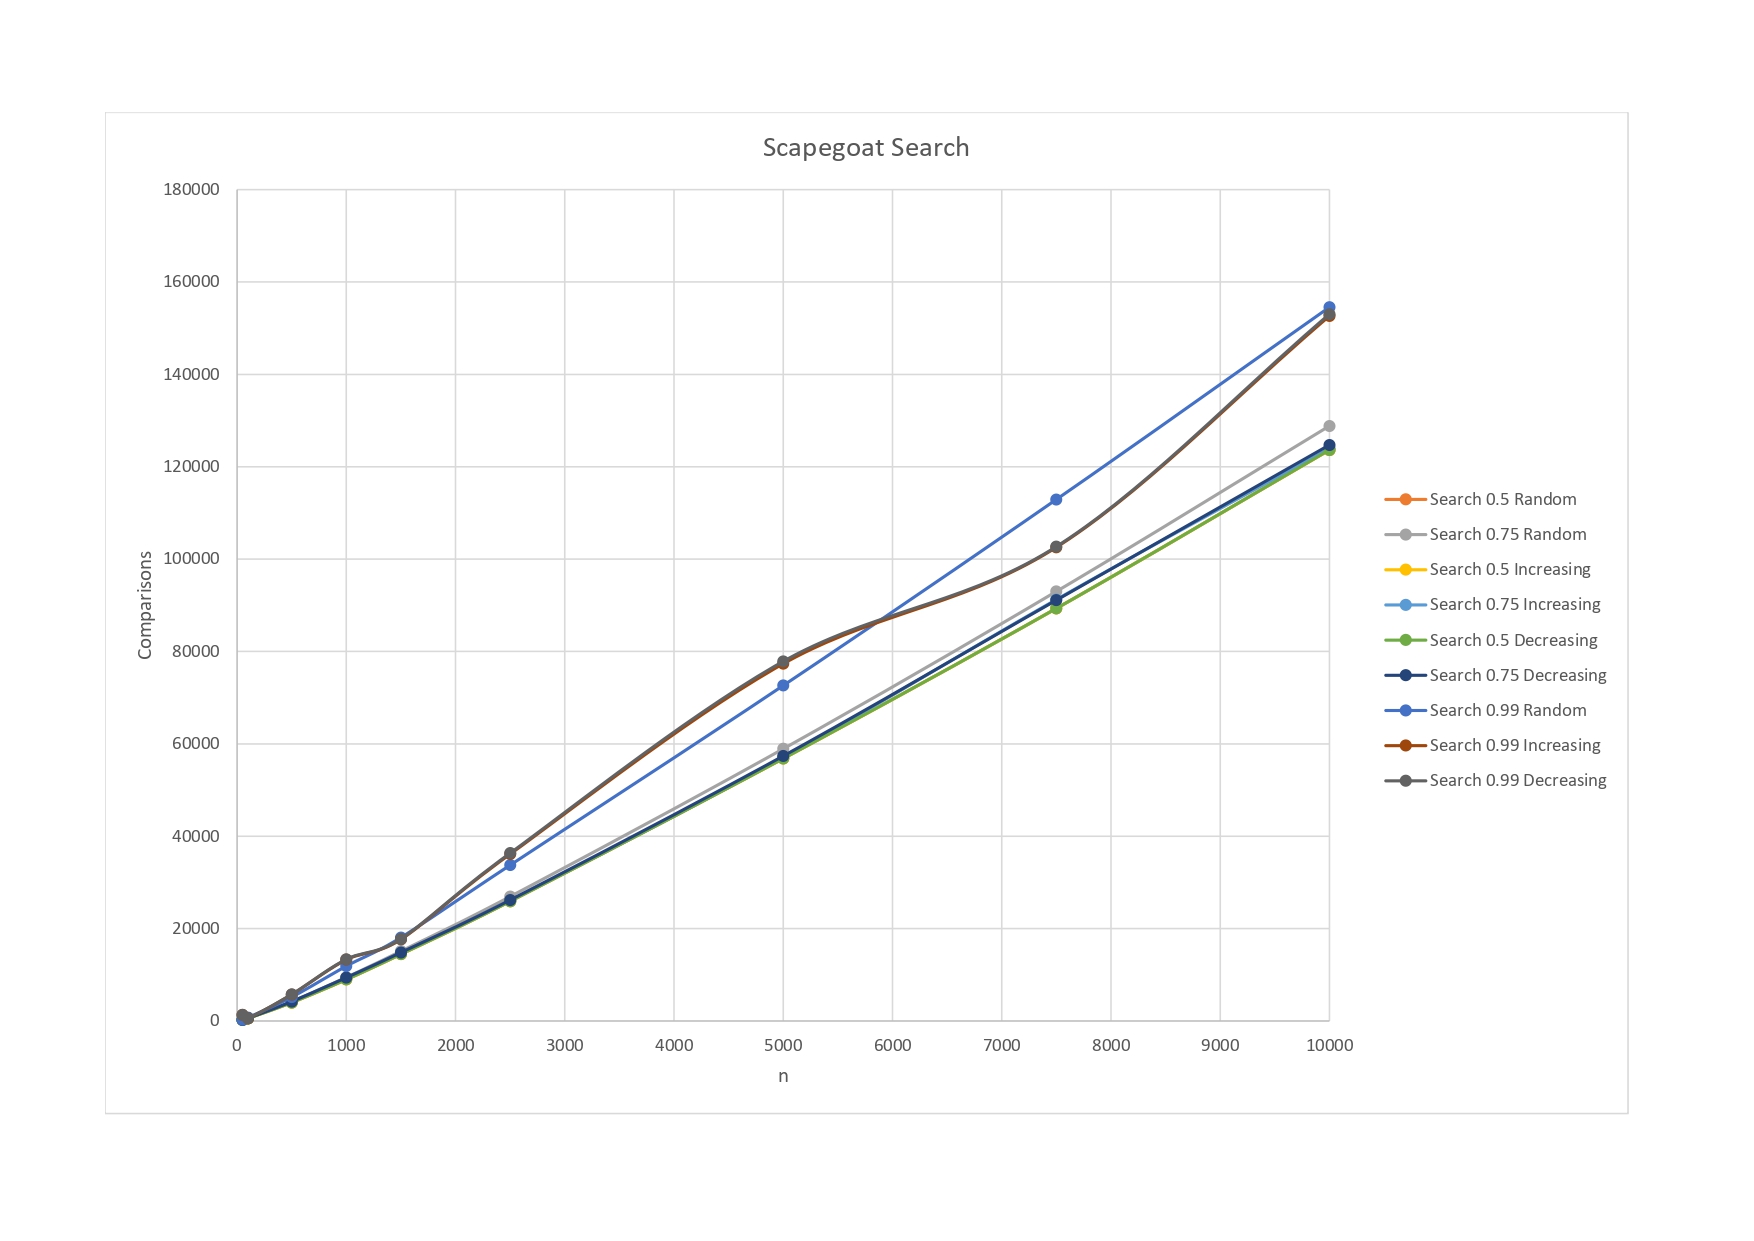 Scapegoat Search
180000
160000
140000
120000
100000
80000
60000
40000
20000
0
Comparisons
0 1000 2000 3000 4000 5000 6000 7000 8000 9000 10000
n
Search 0.5 Random
Search 0.75 Random
Search 0.5 Increasing
Search 0.75 Increasing
Search 0.5 Decreasing
Search 0.75 Decreasing
Search 0.99 Random
Search 0.99 Increasing
Search 0.99 Decreasing